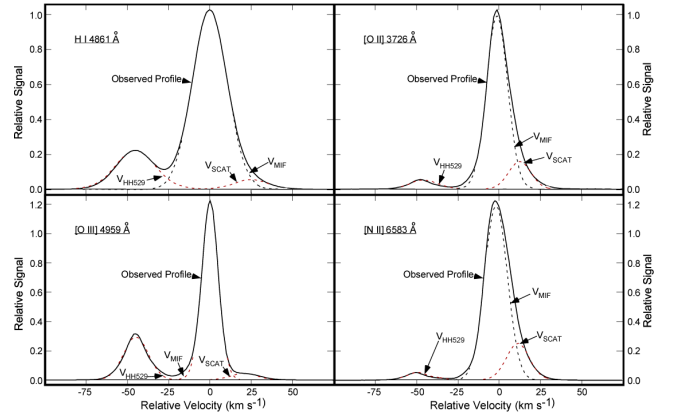 H I 4861 Å
Observed Profile
V_HH529
V_SCAT
V_MIF
Relative Signal
1.0
0.8
0.6
0.4
0.2
0.0
[O II] 3726 Å
Observed Profile
V_MIF
V_SCAT
V_HH529
1.0
0.8
0.6
0.4
0.2
0.0
Relative Signal
[O III] 4959 Å
Observed Profile
V_MIF
V_HH529
V_SCAT
Relative Signal
1.2
1.0
0.8
0.6
0.4
0.2
0.0
-75 -50 -25 0 25 50
Relative Velocity (km s-1)
[N II] 6583 Å
Observed Profile
V_MIF
V_SCAT
V_HH529
1.2
1.0
0.8
0.6
0.4
0.2
0.0
Relative Signal
-75 -50 -25 0 25 50 75
Relative Velocity (km s-1)